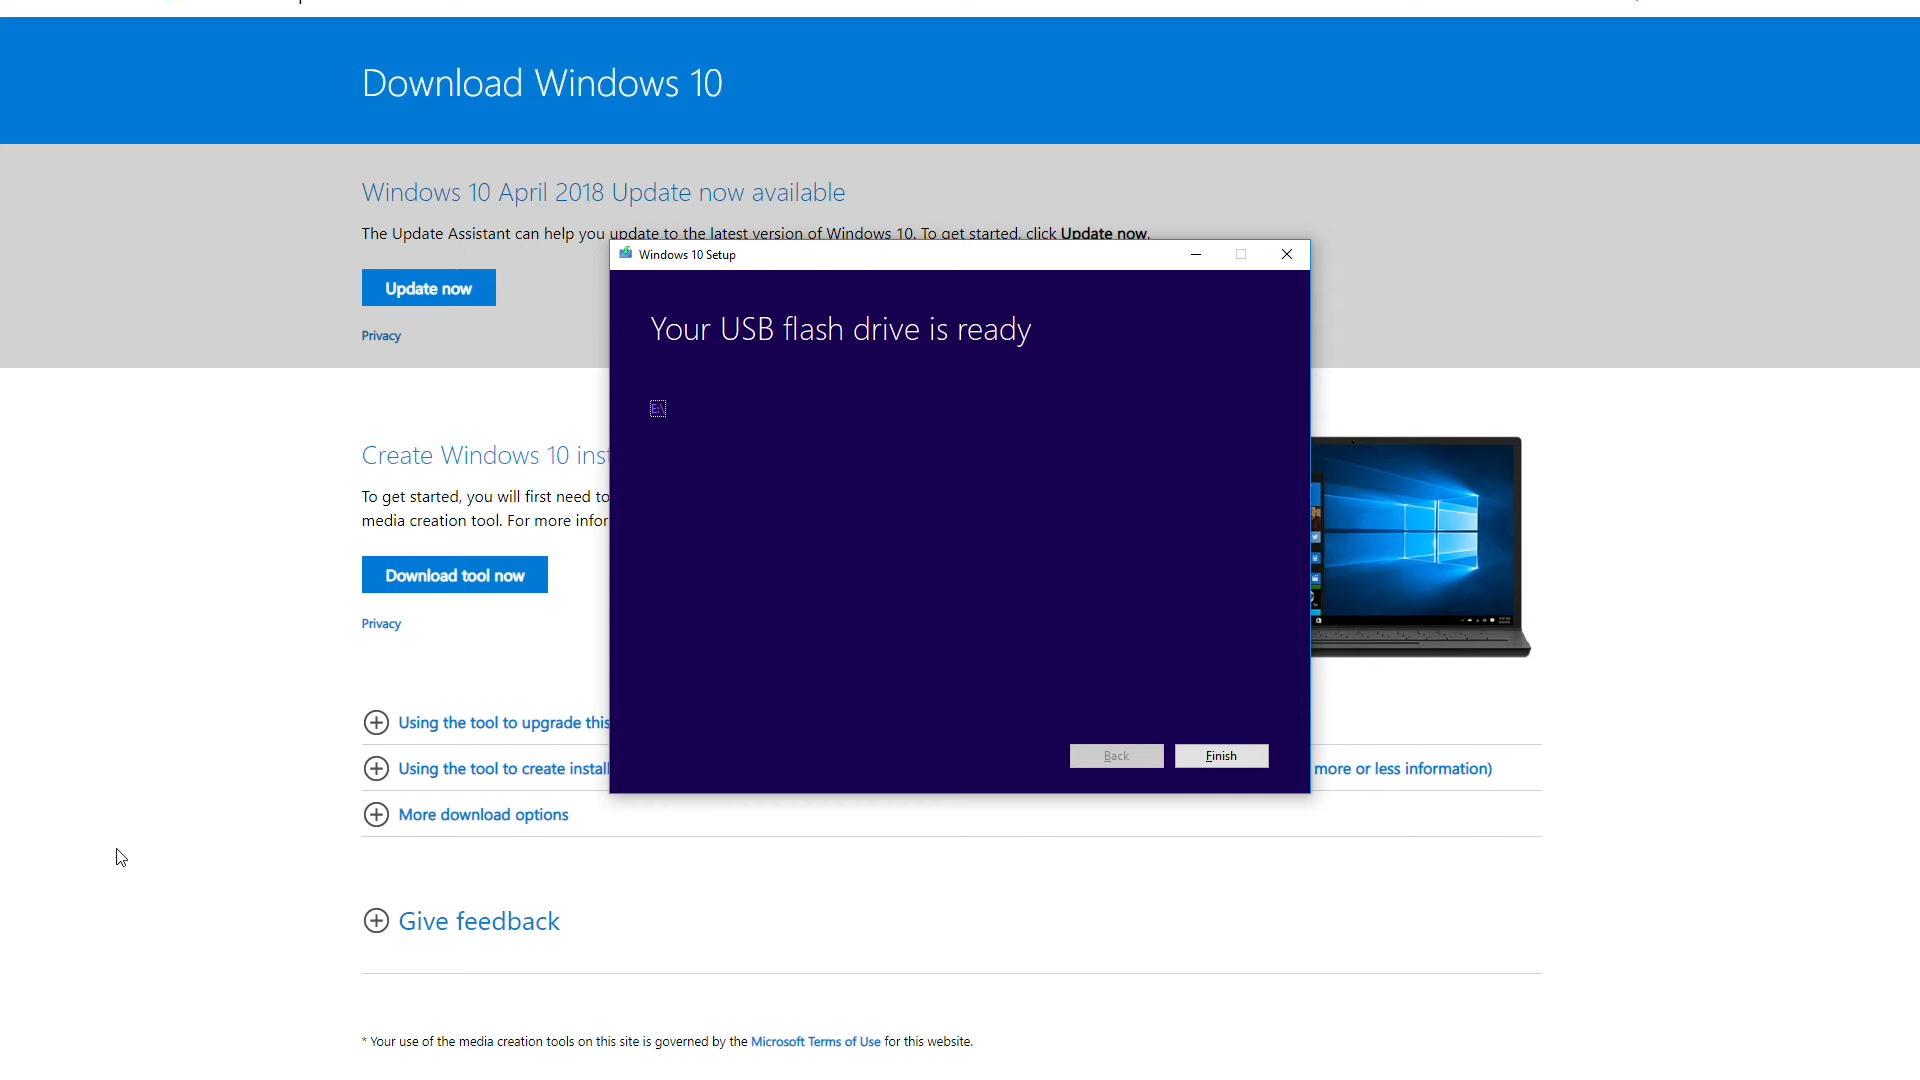 Download Windows 10
Windows 10 April 2018 Update now available
The Update Assistant can help you update to the latest version of Windows 10. To get started, click Update now.
Update now
Privacy
Windows 10 Setup
Your USB flash drive is ready
E:\
Back
Finish
Create Windows 10 inst
To get started, you will first need to
media creation tool. For more infor
Download tool now
Privacy
Using the tool to upgrade this
Using the tool to create install
more or less information)
More download options
Give feedback
* Your use of the media creation tools on this site is governed by the Microsoft Terms of Use for this website.